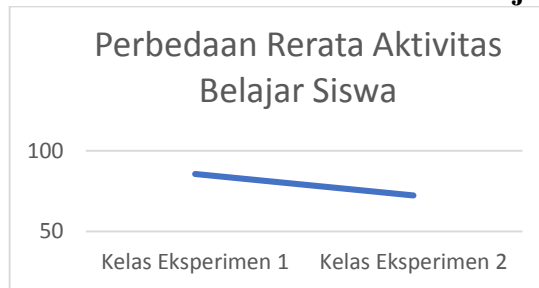 Perbedaan Rerata Aktivitas
Belajar Siswa
100
50
Kelas Eksperimen 1 Kelas Eksperimen 2